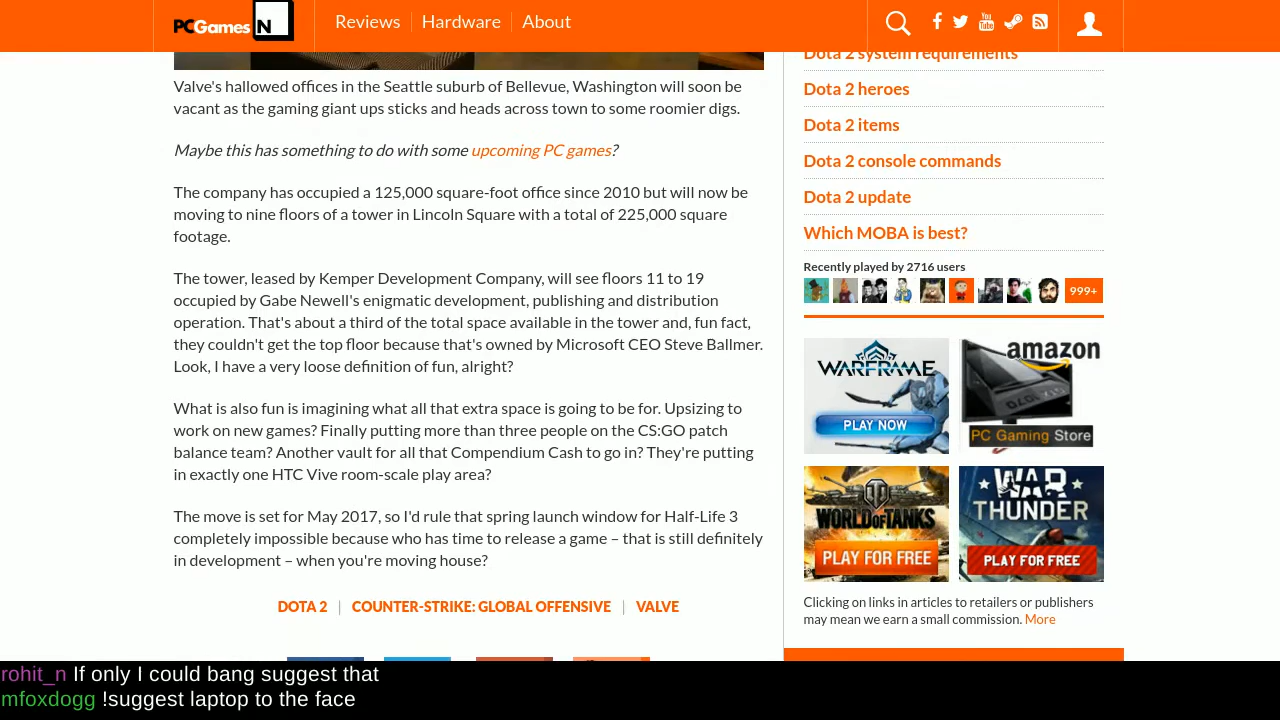 PCGamesN
Reviews
Hardware
About
Valve's hallowed offices in the Seattle suburb of Bellevue, Washington will soon be
vacant as the gaming giant ups sticks and heads across town to some roomier digs.
Maybe this has something to do with some upcoming PC games?
The company has occupied a 125,000 square-foot office since 2010 but will now be
moving to nine floors of a tower in Lincoln Square with a total of 225,000 square
footage.
The tower, leased by Kemper Development Company, will see floors 11 to 19
occupied by Gabe Newell's enigmatic development, publishing and distribution
operation. That's about a third of the total space available in the tower and, fun fact,
they couldn't get the top floor because that's owned by Microsoft CEO Steve Ballmer.
Look, I have a very loose definition of fun, alright?
What is also fun is imagining what all that extra space is going to be for. Upsizing to
work on new games? Finally putting more than three people on the CS:GO patch
balance team? Another vault for all that Compendium Cash to go in? They're putting
in exactly one HTC Vive room-scale play area?
The move is set for May 2017, so I'd rule that spring launch window for Half-Life 3
completely impossible because who has time to release a game – that is still definitely
in development – when you're moving house?
DOTA 2 | COUNTER-STRIKE: GLOBAL OFFENSIVE | VALVE
Dota 2 system requirements
Dota 2 heroes
Dota 2 items
Dota 2 console commands
Dota 2 update
Which MOBA is best?
Recently played by 2716 users
999+
WARFRAME
PLAY NOW
amazon
PC Gaming Store
WORLD OF TANKS
PLAY FOR FREE
WAR
THUNDER
PLAY FOR FREE
Clicking on links in articles to retailers or publishers
may mean we earn a small commission. More
rohit_n If only I could bang suggest that
mfoxdogg !suggest laptop to the face